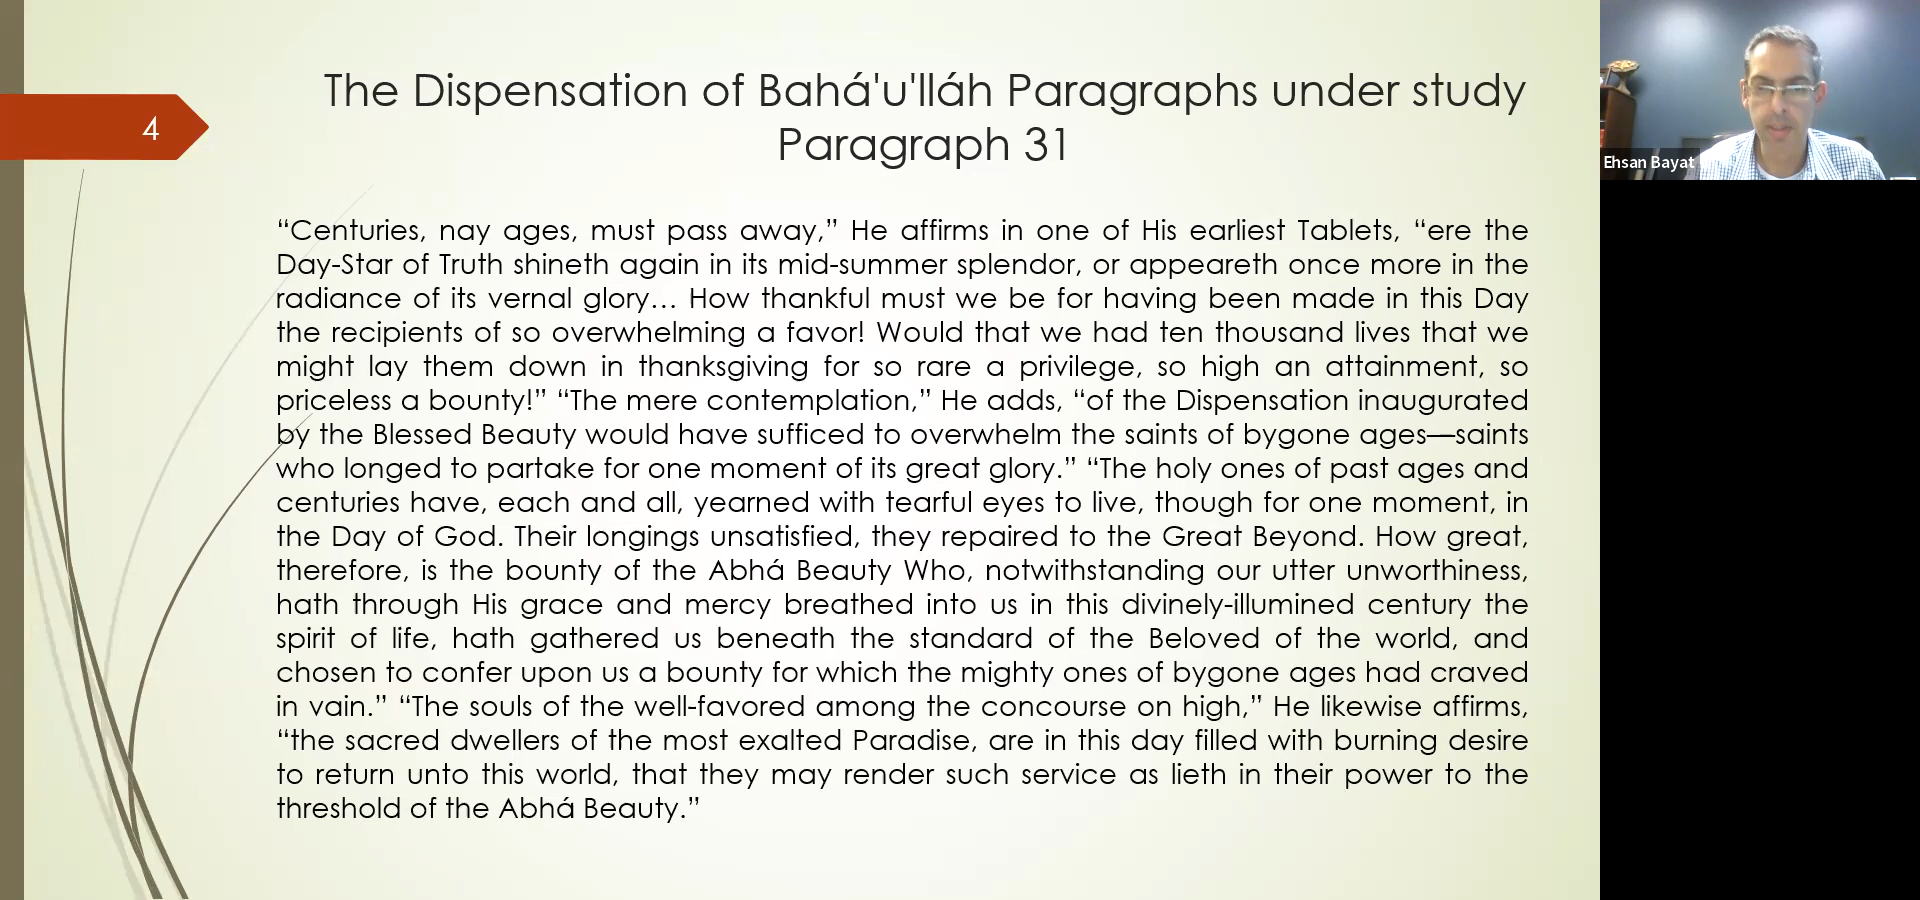 The Dispensation of Bahá'u'lláh Paragraphs under study
Paragraph 31
4
“Centuries, nay ages, must pass away,” He affirms in one of His earliest Tablets, “ere the
Day-Star of Truth shineth again in its mid-summer splendor, or appeareth once more in the
radiance of its vernal glory… How thankful must we be for having been made in this Day
the recipients of so overwhelming a favor! Would that we had ten thousand lives that we
might lay them down in thanksgiving for so rare a privilege, so high an attainment, so
priceless a bounty!” “The mere contemplation,” He adds, “of the Dispensation inaugurated
by the Blessed Beauty would have sufficed to overwhelm the saints of bygone ages—saints
who longed to partake for one moment of its great glory.” “The holy ones of past ages and
centuries have, each and all, yearned with tearful eyes to live, though for one moment, in
the Day of God. Their longings unsatisfied, they repaired to the Great Beyond. How great,
therefore, is the bounty of the Abhá Beauty Who, notwithstanding our utter unworthiness,
hath through His grace and mercy breathed into us in this divinely-illumined century the
spirit of life, hath gathered us beneath the standard of the Beloved of the world, and
chosen to confer upon us a bounty for which the mighty ones of bygone ages had craved
in vain.” “The souls of the well-favored among the concourse on high,” He likewise affirms,
“the sacred dwellers of the most exalted Paradise, are in this day filled with burning desire
to return unto this world, that they may render such service as lieth in their power to the
threshold of the Abhá Beauty.”
Ehsan Bayat